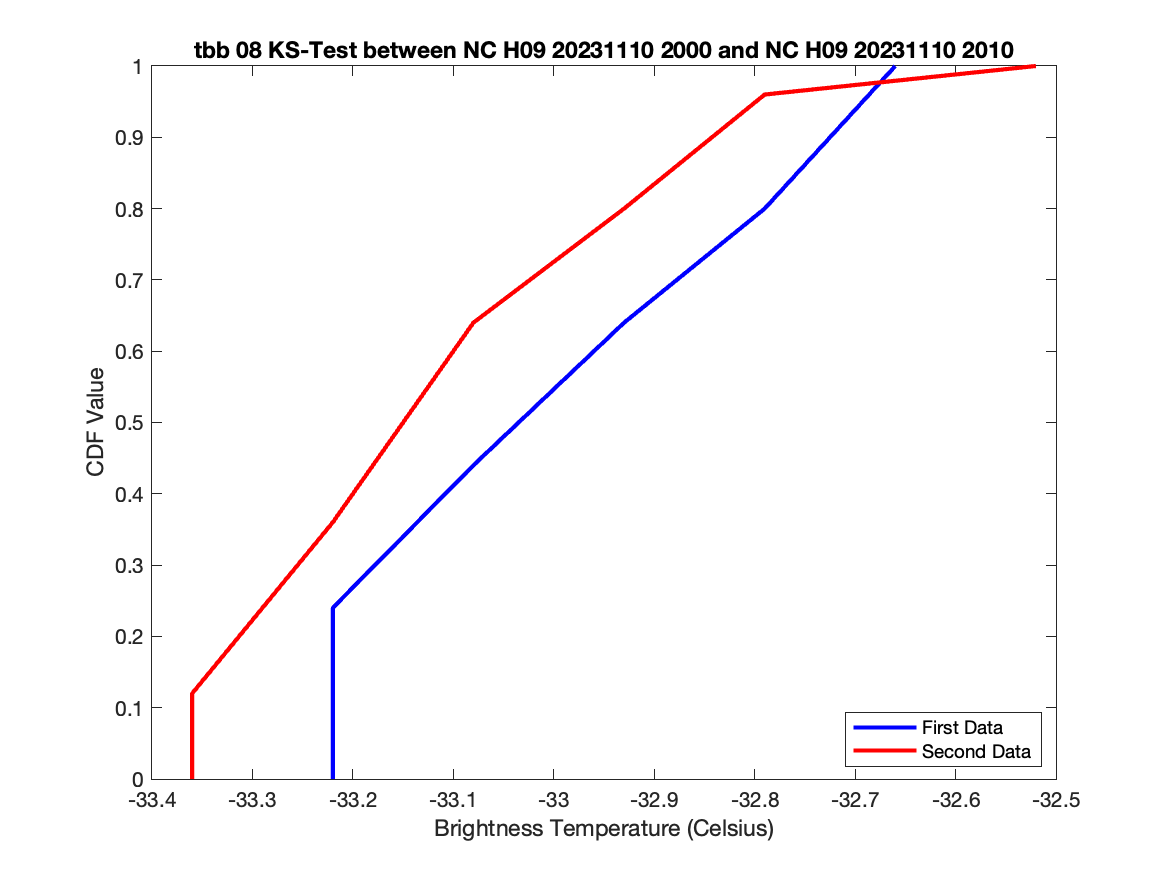 tbb 08 KS-Test between NC H09 20231110 2000 and NC H09 20231110 2010
1
0.9
0.8
0.7
0.6
0.5
0.4
0.3
0.2
0.1
0
CDF Value
First Data
Second Data
-33.4 -33.3 -33.2 -33.1 -33 -32.9 -32.8 -32.7 -32.6 -32.5
Brightness Temperature (Celsius)